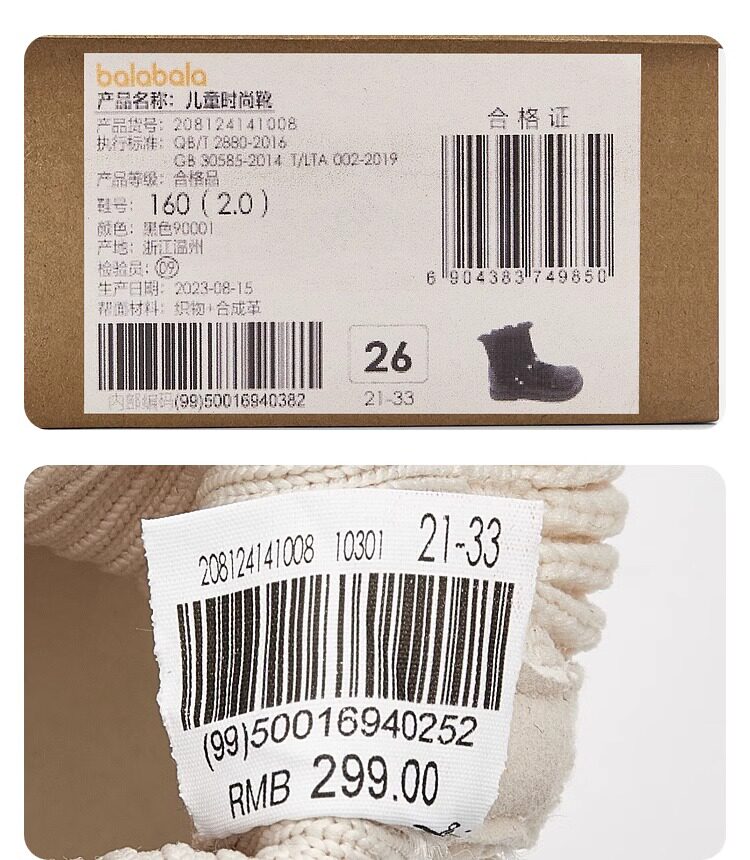 balabala
产品名称: 儿童时尚靴
产品货号: 208124141008
执行标准: QB/T 2880-2016
GB 30585-2014 T/LTA 002-2019
产品等级: 合格品
鞋号: 160 ( 2.0 )
颜色: 黑色90001
产地: 浙江温州
检验员: 09
生产日期: 2023-08-15
帮面材料: 织物+合成革
内部编码(99)50016940382
26
21-33
合格证
6 904383 749850
208124141008 10301 21-33
(99)50016940252
RMB 299.00